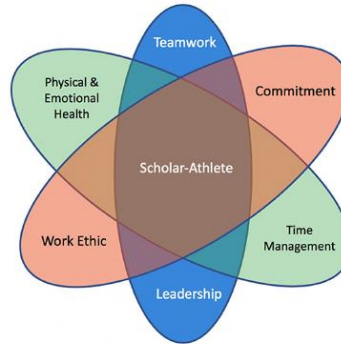 Teamwork
Physical &
Emotional
Health
Commitment
Scholar-Athlete
Work Ethic
Time
Management
Leadership